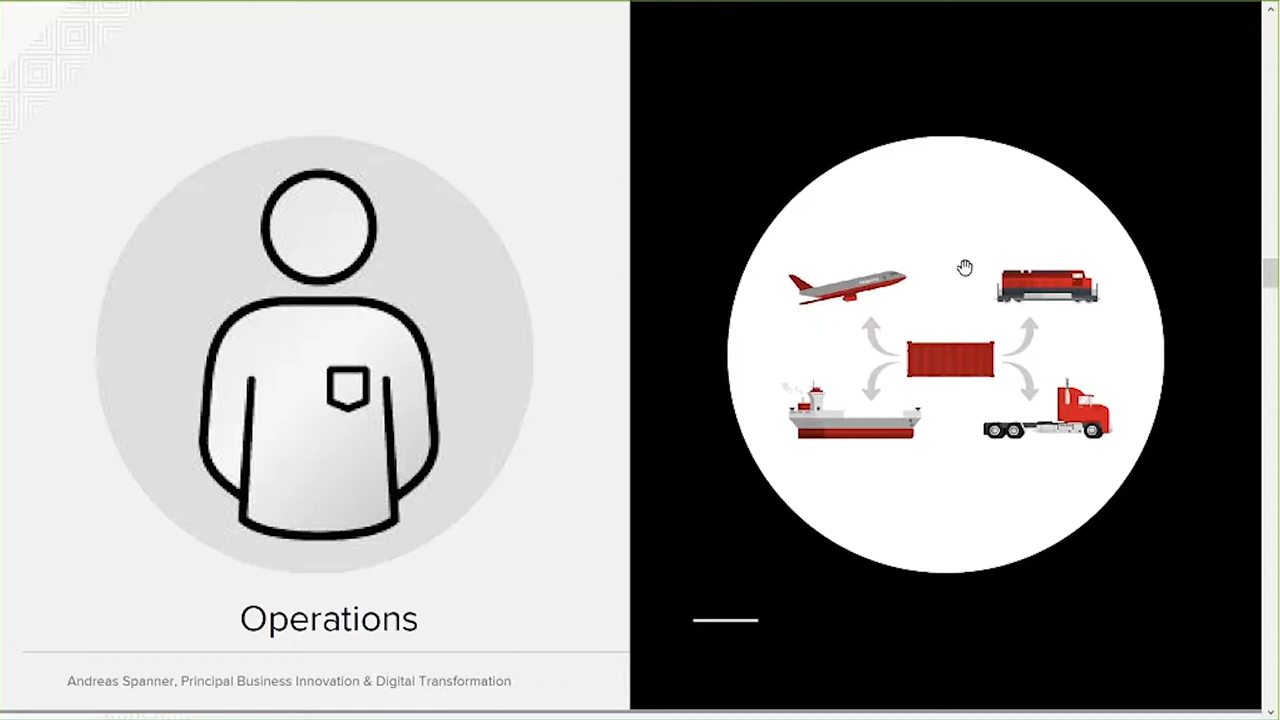 Operations
Andreas Spanner, Principal Business Innovation & Digital Transformation